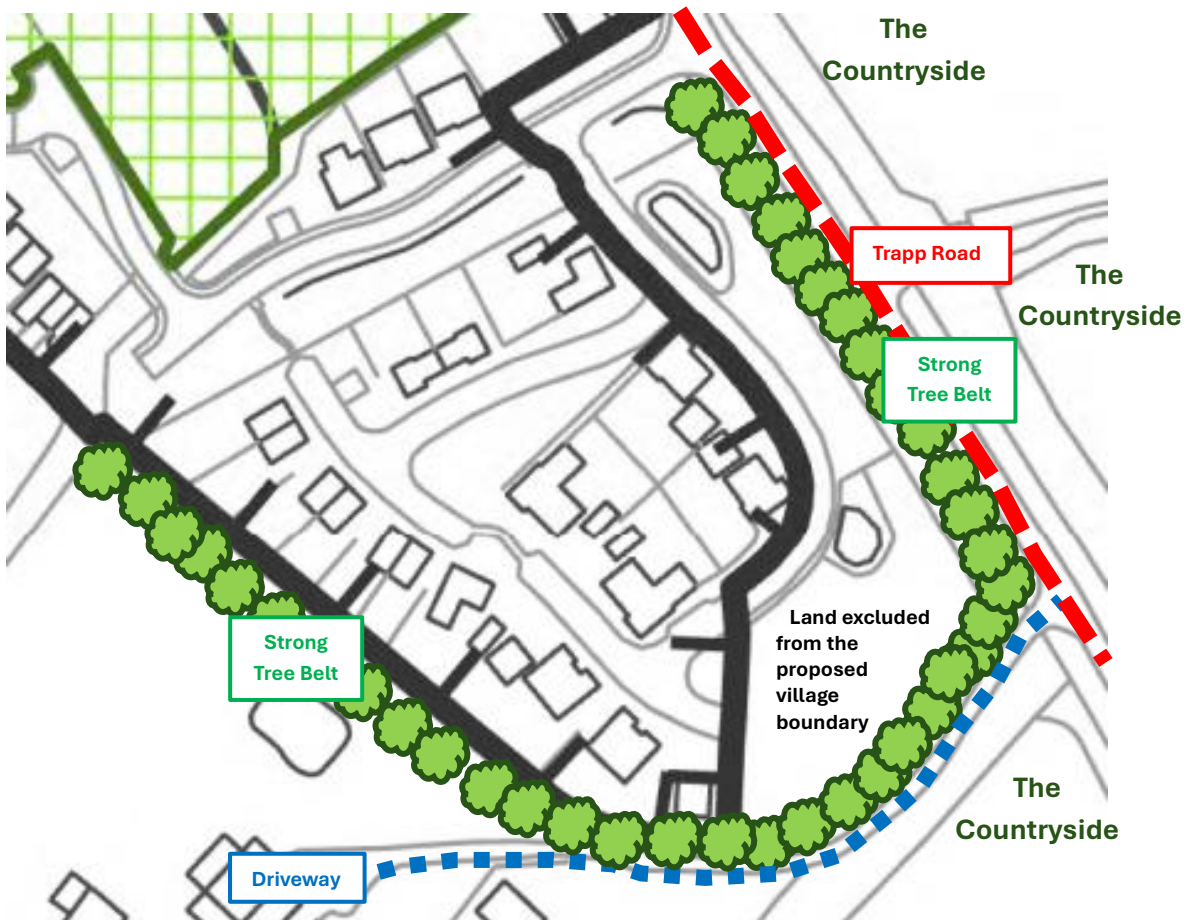 The
Countryside
Trapp Road
The
Countryside
Strong
Tree Belt
Land excluded
from the
proposed
village
boundary
Strong
Tree Belt
The
Countryside
Driveway